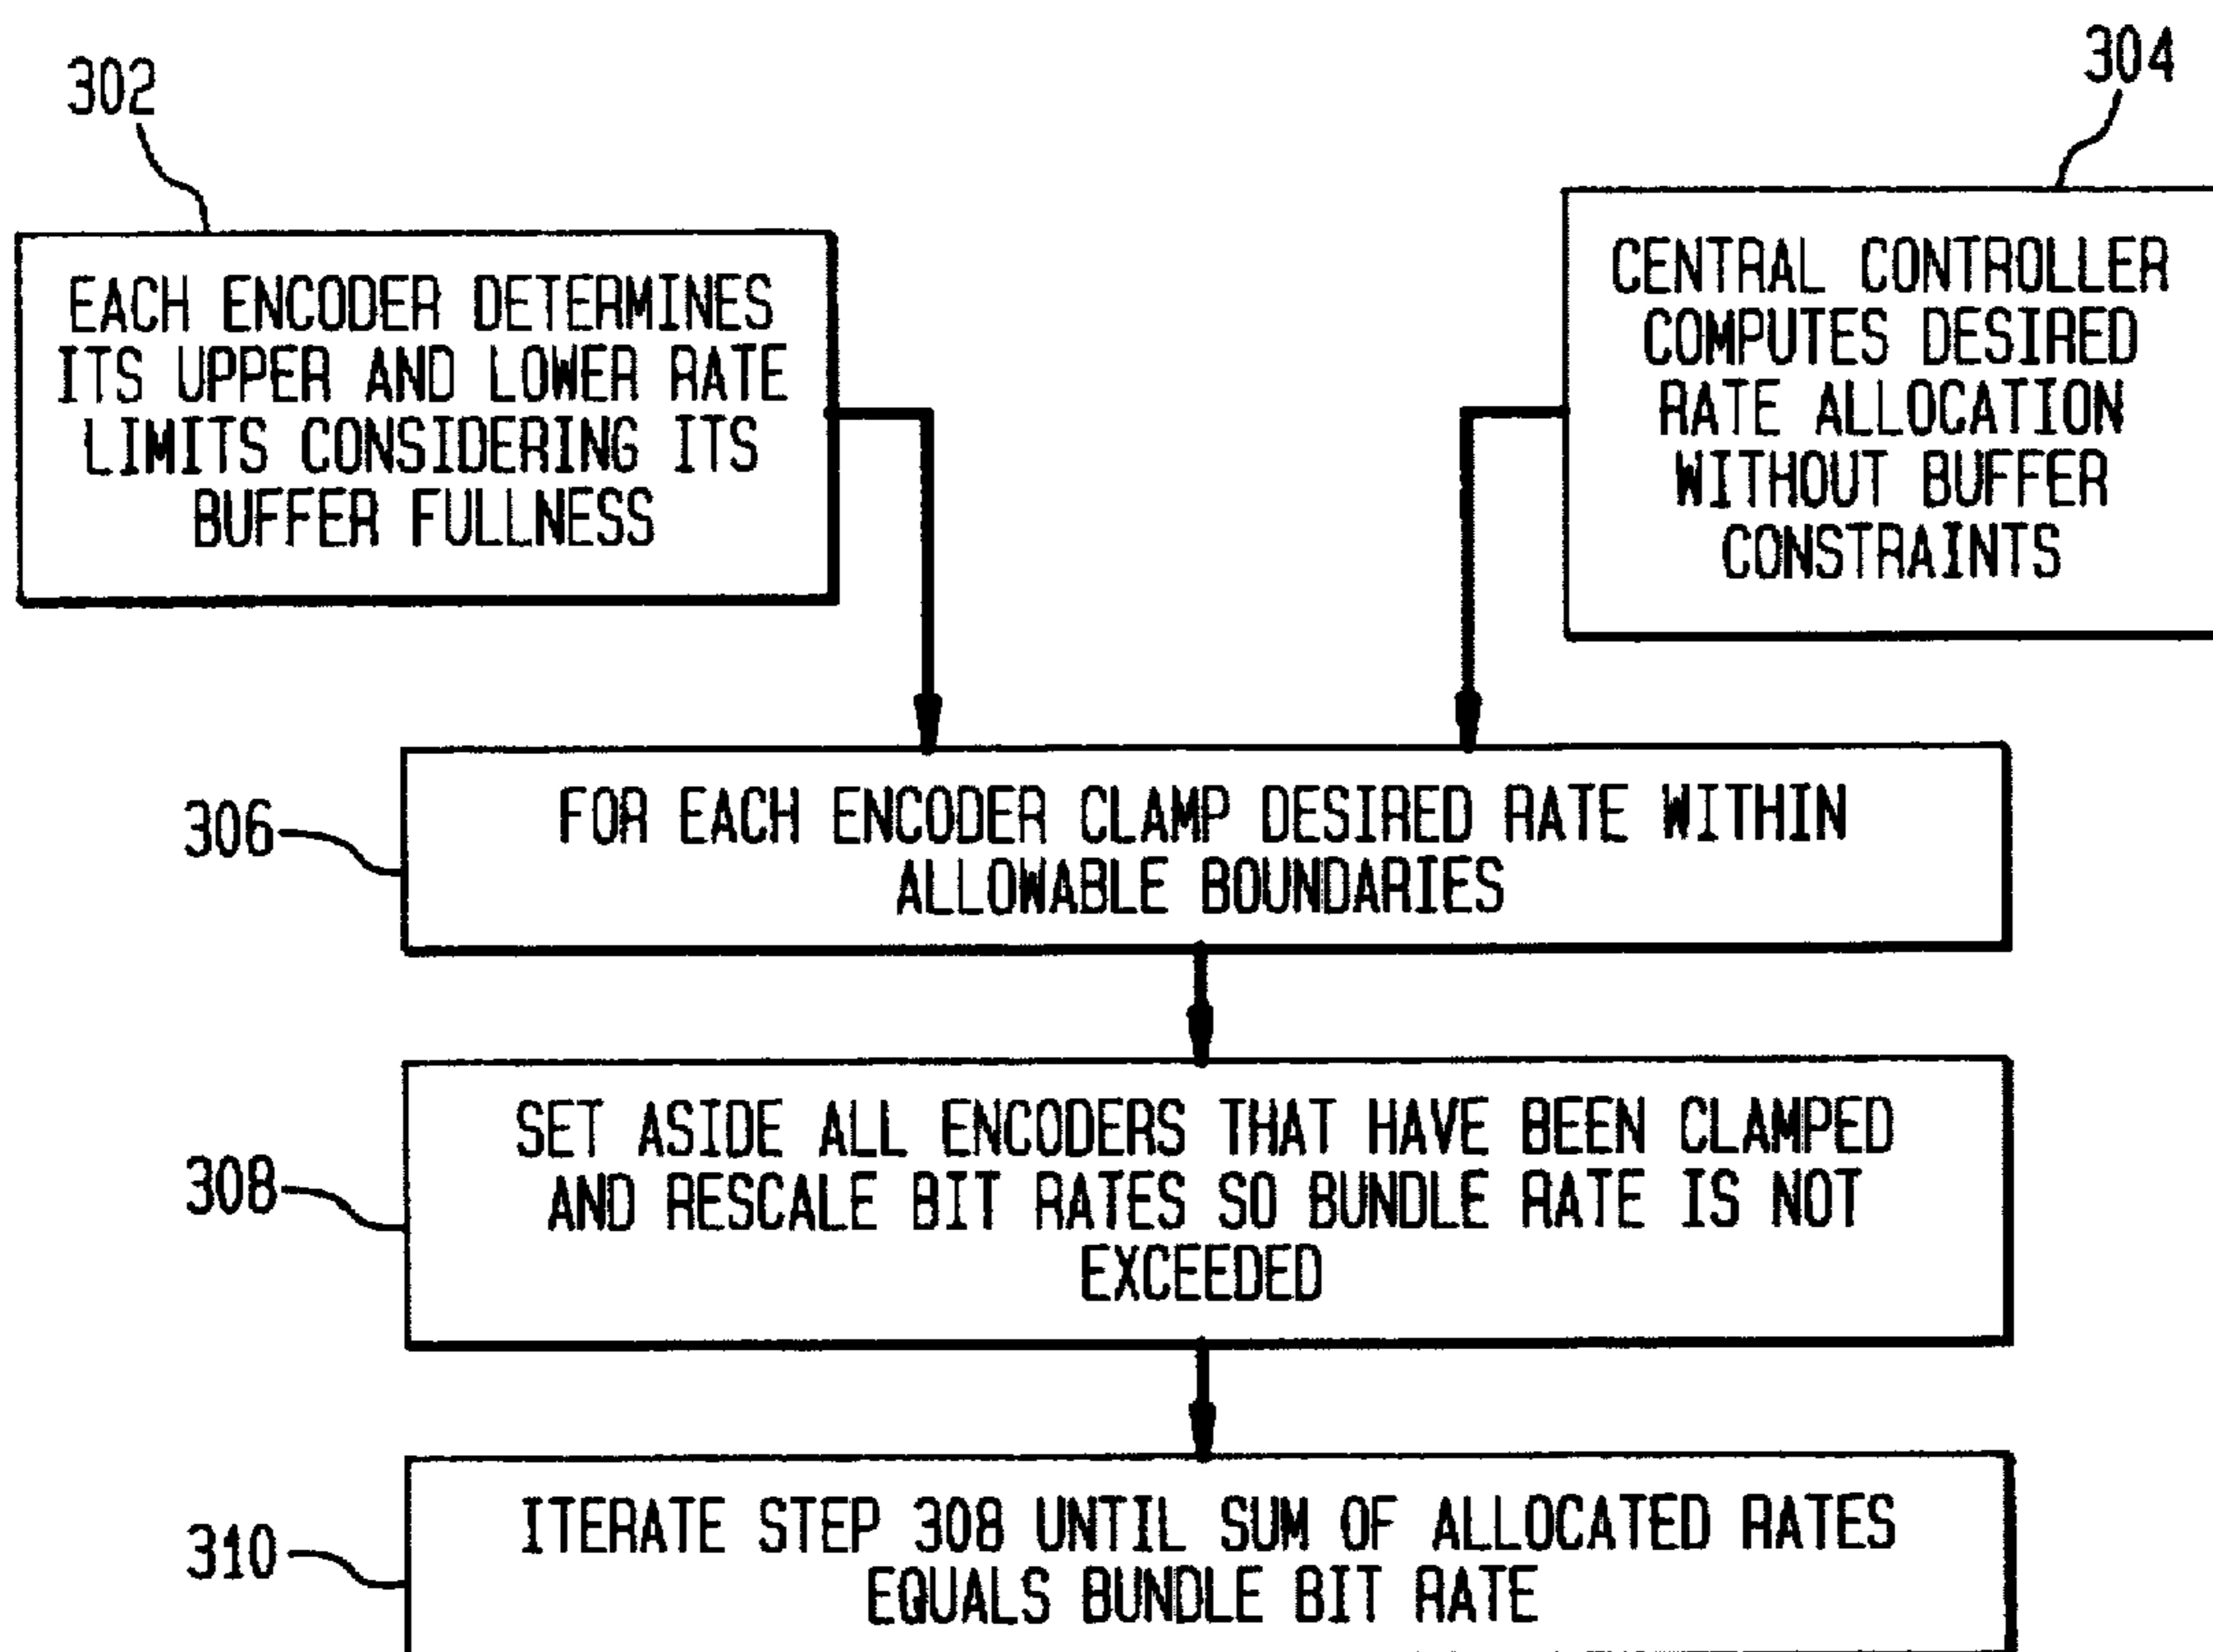 302
304
EACH ENCODER DETERMINES
ITS UPPER AND LOWER RATE
LIMITS CONSIDERING ITS
BUFFER FULLNESS
CENTRAL CONTROLLER
COMPUTES DESIRED
RATE ALLOCATION
WITHOUT BUFFER
CONSTRAINTS
306
FOR EACH ENCODER CLAMP DESIRED RATE WITHIN
ALLOWABLE BOUNDARIES
308
SET ASIDE ALL ENCODERS THAT HAVE BEEN CLAMPED
AND RESCALE BIT RATES SO BUNDLE RATE IS NOT
EXCEEDED
310
ITERATE STEP 308 UNTIL SUM OF ALLOCATED RATES
EQUALS BUNDLE BIT RATE